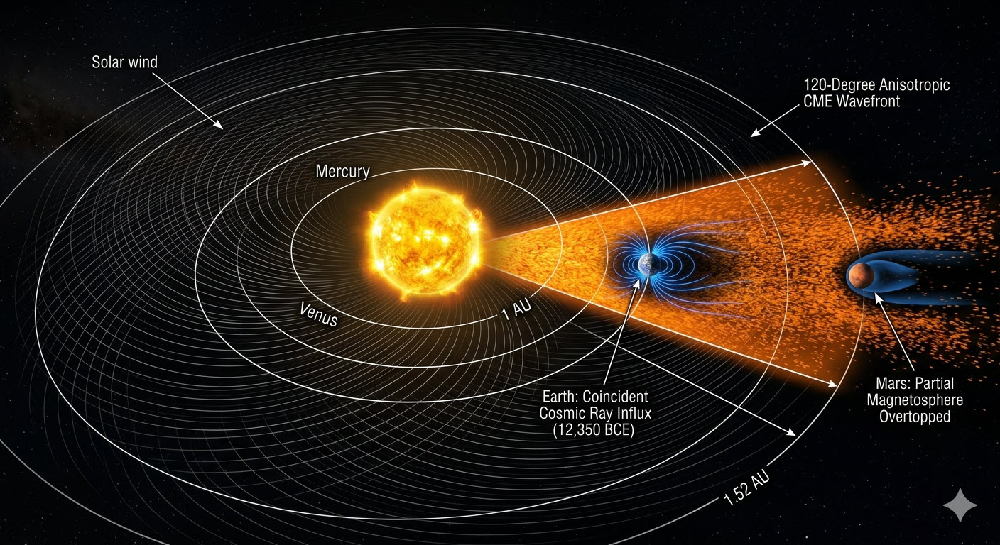 Solar wind
120-Degree Anisotropic
CME Wavefront
Mercury
Venus
1 AU
Earth: Coincident
Cosmic Ray Influx
(12,350 BCE)
Mars: Partial
Magnetosphere
Overtopped
1.52 AU